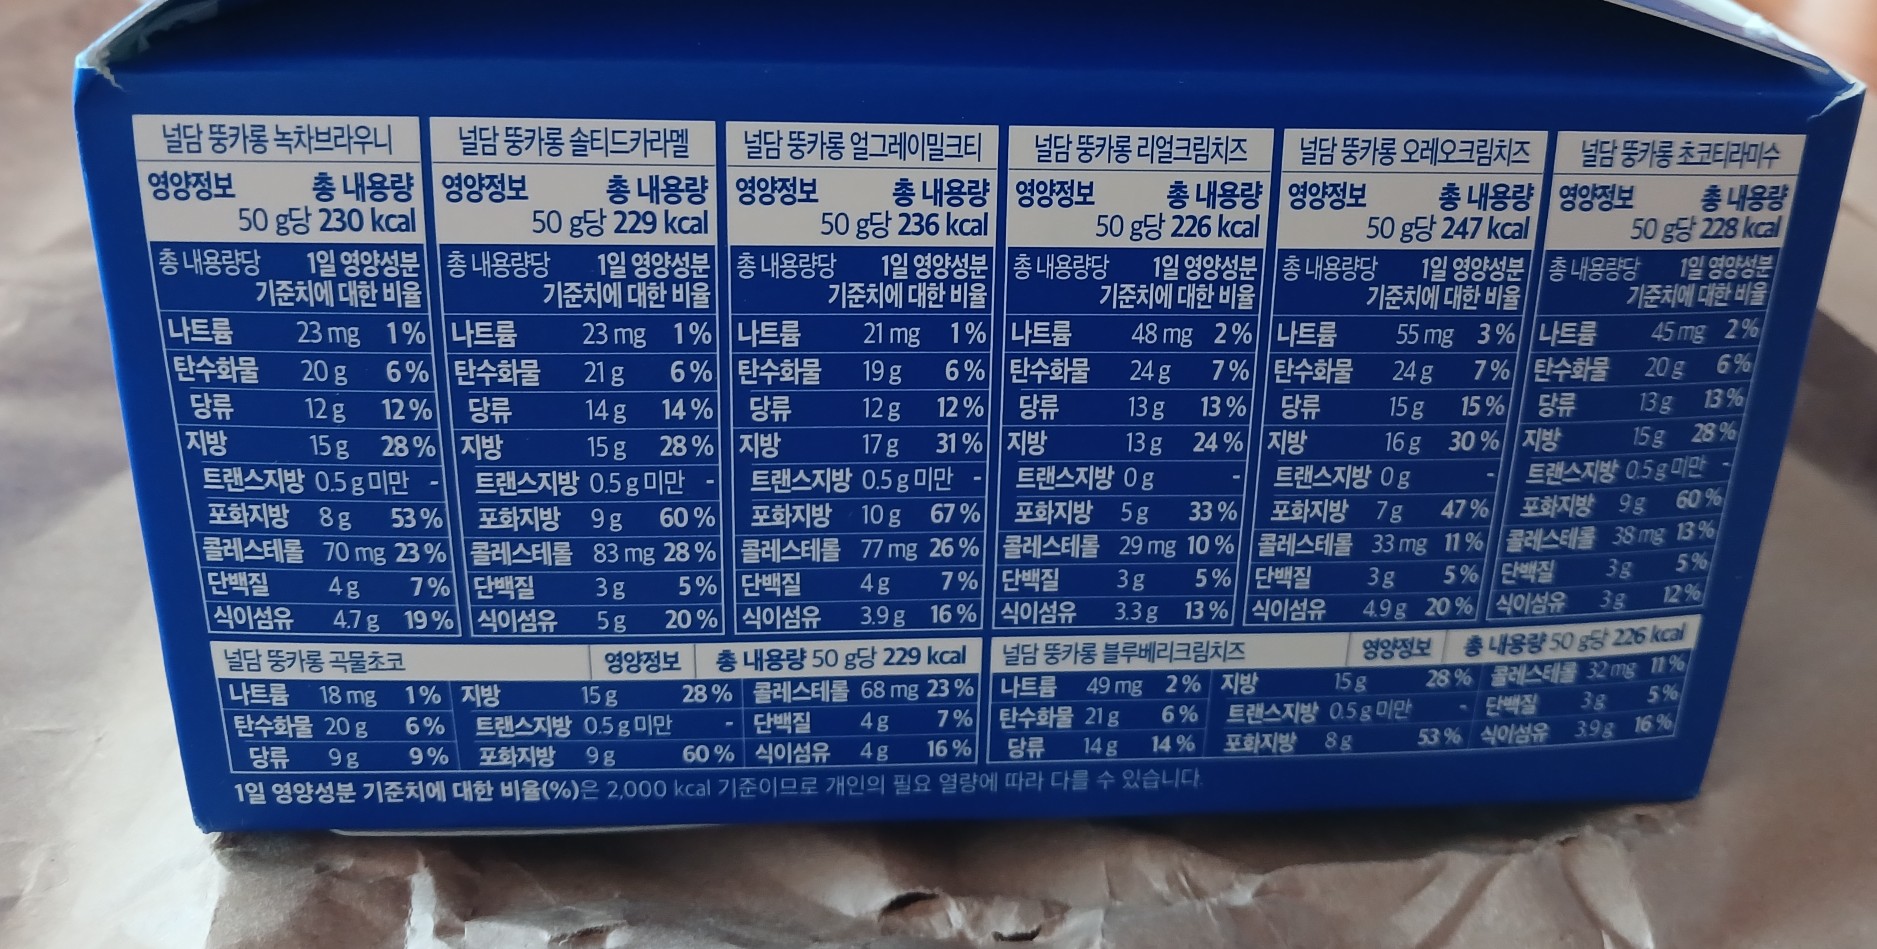 널담 뚱카롱 녹차브라우니
영양정보 총 내용량
50 g당 230 kcal
총 내용량당 1일 영양성분
기준치에 대한 비율
나트륨 23 mg 1 %
탄수화물 20 g 6 %
당류 12 g 12 %
지방 15 g 28 %
트랜스지방 0.5 g 미만 -
포화지방 8 g 53 %
콜레스테롤 70 mg 23 %
단백질 4 g 7 %
식이섬유 4.7 g 19 %
널담 뚱카롱 솔티드카라멜
영양정보 총 내용량
50 g당 229 kcal
총 내용량당 1일 영양성분
기준치에 대한 비율
나트륨 23 mg 1 %
탄수화물 21 g 6 %
당류 14 g 14 %
지방 15 g 28 %
트랜스지방 0.5 g 미만 -
포화지방 9 g 60 %
콜레스테롤 83 mg 28 %
단백질 3 g 5 %
식이섬유 5 g 20 %
널담 뚱카롱 얼그레이밀크티
영양정보 총 내용량
50 g당 236 kcal
총 내용량당 1일 영양성분
기준치에 대한 비율
나트륨 21 mg 1 %
탄수화물 19 g 6 %
당류 12 g 12 %
지방 17 g 31 %
트랜스지방 0.5 g 미만 -
포화지방 10 g 67 %
콜레스테롤 77 mg 26 %
단백질 4 g 7 %
식이섬유 3.9 g 16 %
널담 뚱카롱 리얼크림치즈
영양정보 총 내용량
50 g당 226 kcal
총 내용량당 1일 영양성분
기준치에 대한 비율
나트륨 48 mg 2 %
탄수화물 24 g 7 %
당류 13 g 13 %
지방 13 g 24 %
트랜스지방 0 g -
포화지방 5 g 33 %
콜레스테롤 29 mg 10 %
단백질 3 g 5 %
식이섬유 3.3 g 13 %
널담 뚱카롱 오레오크림치즈
영양정보 총 내용량
50 g당 247 kcal
총 내용량당 1일 영양성분
기준치에 대한 비율
나트륨 55 mg 3 %
탄수화물 24 g 7 %
당류 15 g 15 %
지방 16 g 30 %
트랜스지방 0 g -
포화지방 7 g 47 %
콜레스테롤 33 mg 11 %
단백질 3 g 5 %
식이섬유 4.9 g 20 %
널담 뚱카롱 초코티라미수
영양정보 총 내용량
50 g당 228 kcal
총 내용량당 1일 영양성분
기준치에 대한 비율
나트륨 45 mg 2 %
탄수화물 20 g 6 %
당류 13 g 13 %
지방 15 g 28 %
트랜스지방 0.5 g 미만 -
포화지방 9 g 60 %
콜레스테롤 38 mg 13 %
단백질 3 g 5 %
식이섬유 3 g 12 %
널담 뚱카롱 곡물초코 영양정보 총 내용량 50 g당 229 kcal
나트륨 18 mg 1 % 지방 15 g 28 % 콜레스테롤 68 mg 23 %
탄수화물 20 g 6 % 트랜스지방 0.5 g 미만 - 단백질 4 g 7 %
당류 9 g 9 % 포화지방 9 g 60 % 식이섬유 4 g 16 %
널담 뚱카롱 블루베리크림치즈 영양정보 총 내용량 50 g당 226 kcal
나트륨 49 mg 2 % 지방 15 g 28 % 콜레스테롤 32 mg 11 %
탄수화물 21 g 6 % 트랜스지방 0.5 g 미만 - 단백질 3 g 5 %
당류 14 g 14 % 포화지방 8 g 53 % 식이섬유 3.9 g 16 %
1일 영양성분 기준치에 대한 비율(%)은 2,000 kcal 기준이므로 개인의 필요 열량에 따라 다를 수 있습니다.